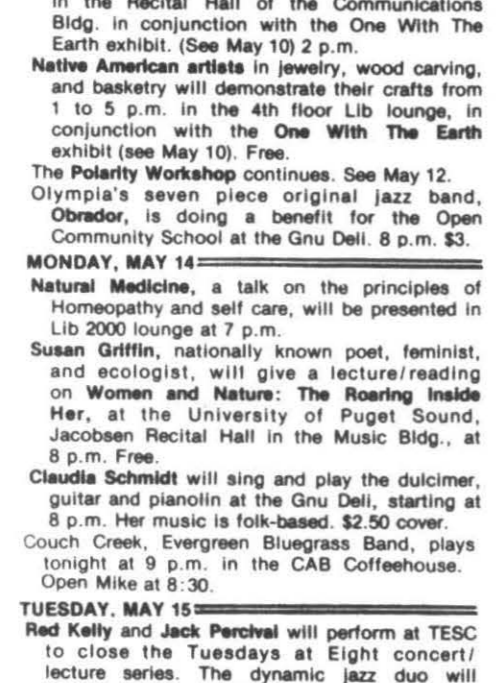 in the Recital Hall of the Communications
Bldg. in conjunction with the One With The
Earth exhibit. (See May 10) 2 p.m.
Native American artists in jewelry, wood carving,
and basketry will demonstrate their crafts from
1 to 5 p.m. in the 4th floor Lib lounge, in
conjunction with the One With The Earth
exhibit (see May 10). Free.
The Polarity Workshop continues. See May 12.
Olympia's seven piece original jazz band,
Obrador, is doing a benefit for the Open
Community School at the Gnu Deli. 8 p.m. $3.
MONDAY, MAY 14
Natural Medicine, a talk on the principles of
Homeopathy and self care, will be presented in
Lib 2000 lounge at 7 p.m.
Susan Griffin, nationally known poet, feminist,
and ecologist, will give a lecture/reading
on Women and Nature: The Roaring Inside
Her, at the University of Puget Sound,
Jacobsen Recital Hall in the Music Bldg., at
8 p.m. Free.
Claudia Schmidt will sing and play the dulcimer,
guitar and pianolin at the Gnu Deli, starting at
8 p.m. Her music is folk-based. $2.50 cover.
Couch Creek, Evergreen Bluegrass Band, plays
tonight at 9 p.m. in the CAB Coffeehouse.
Open Mike at 8:30.
TUESDAY, MAY 15
Red Kelly and Jack Percival will perform at TESC
to close the Tuesdays at Eight concert/
lecture series. The dynamic jazz duo will